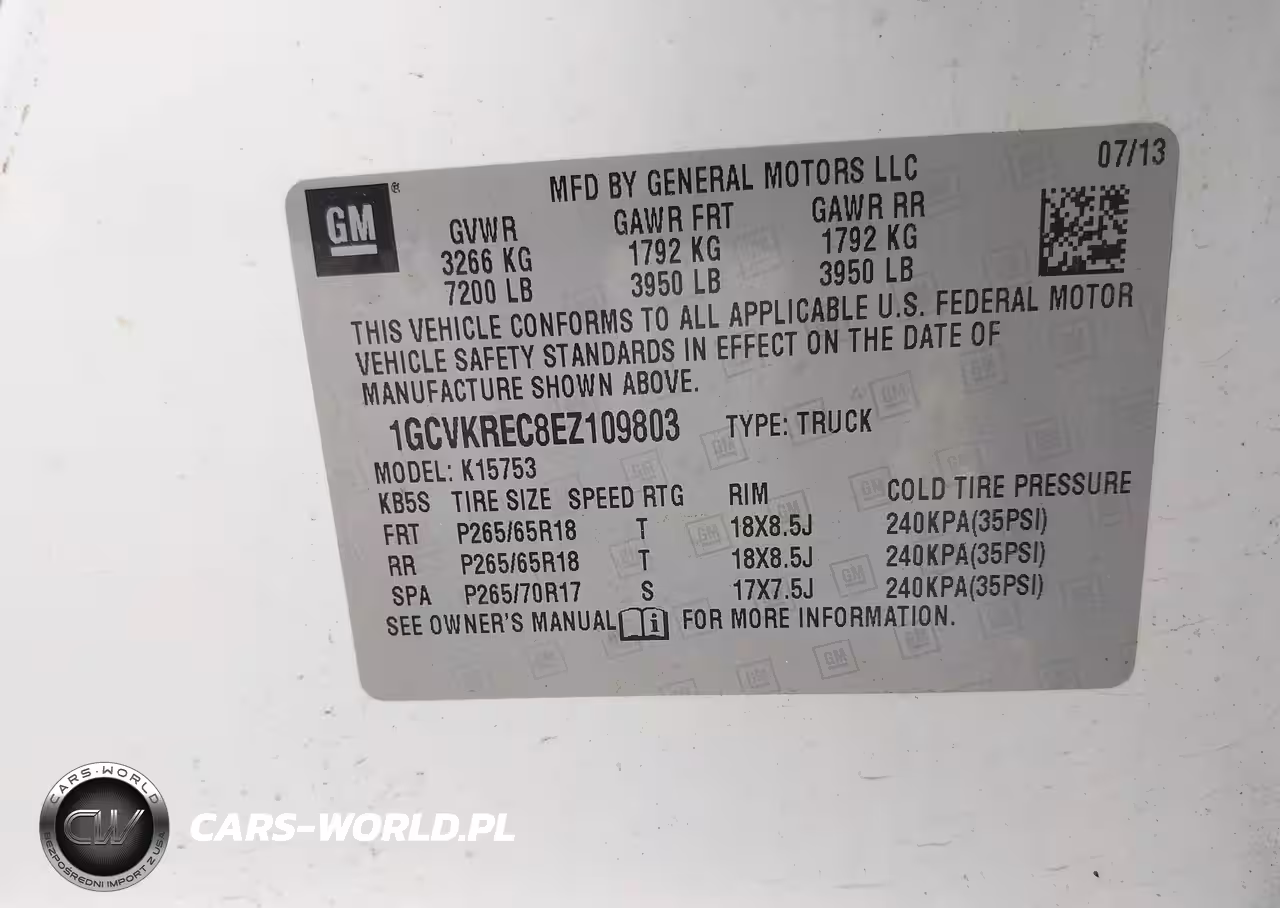 07/13
GM®
MFD BY GENERAL MOTORS LLC
GVWR GAWR FRT GAWR RR
3266 KG 1792 KG 1792 KG
7200 LB 3950 LB 3950 LB
THIS VEHICLE CONFORMS TO ALL APPLICABLE U.S. FEDERAL MOTOR
VEHICLE SAFETY STANDARDS IN EFFECT ON THE DATE OF
MANUFACTURE SHOWN ABOVE.
1GCVKREC8EZ109803 TYPE: TRUCK
MODEL: K15753
KB5S TIRE SIZE SPEED RTG RIM COLD TIRE PRESSURE
FRT P265/65R18 T 18X8.5J 240KPA(35PSI)
RR P265/65R18 T 18X8.5J 240KPA(35PSI)
SPA P265/70R17 S 17X7.5J 240KPA(35PSI)
SEE OWNER'S MANUAL i FOR MORE INFORMATION.
CARS-WORLD
CW
BEZPOŚREDNI IMPORT Z USA
CARS-WORLD.PL